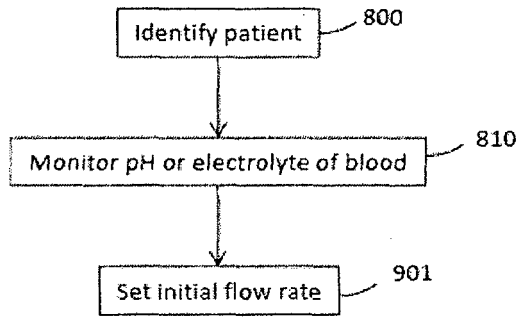 Identify patient
800
Monitor pH or electrolyte of blood
810
Set initial flow rate
901